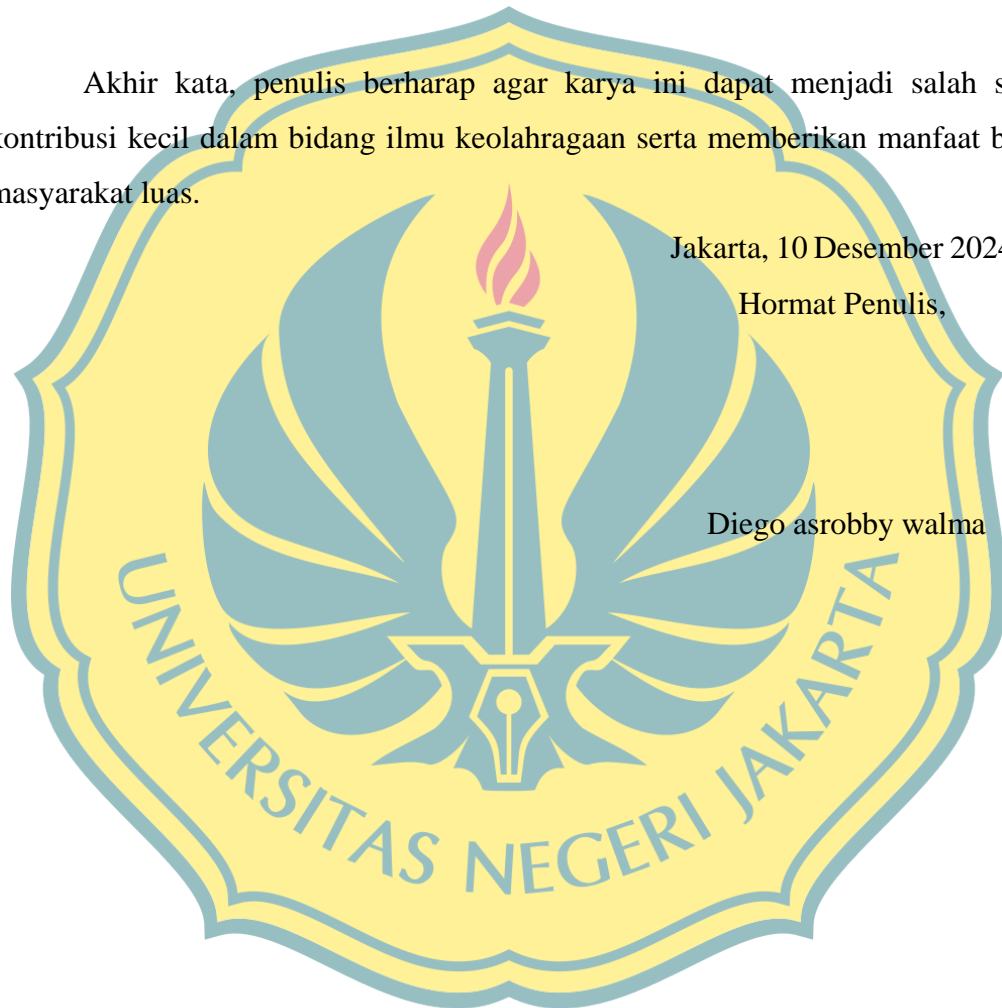 Akhir kata, penulis berharap agar karya ini dapat menjadi salah s
kontribusi kecil dalam bidang ilmu keolahragaan serta memberikan manfaat b
masyarakat luas.
Jakarta, 10 Desember 2024
Hormat Penulis,
Diego asrobby walma
UNIVERSITAS NEGERI JAKARTA